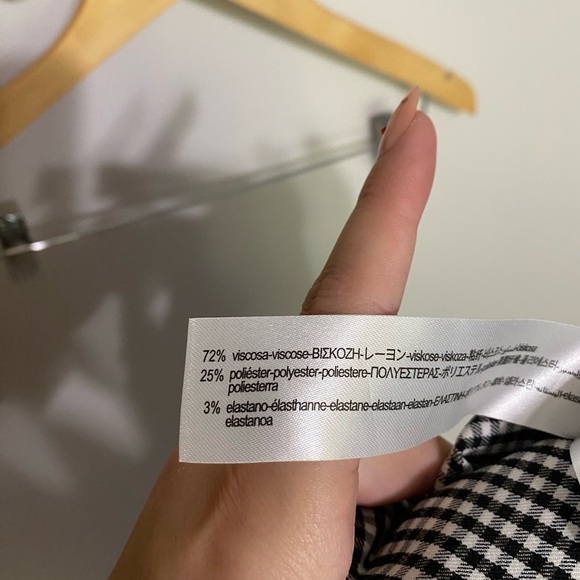 72% viscosa-viscose-ΒΙΣΚΟΖΗ-レーヨン-viskose-viskoza-
25% poliéster-polyester-poliestere-ΠΟΛΥΕΣΤΕΡΑΣ-ポリエステル-
poliesterra
3% elastano-élasthanne-elastane-elastaan-elastan-ΕΛΑΣΤΙΝΗ-
elastanoa